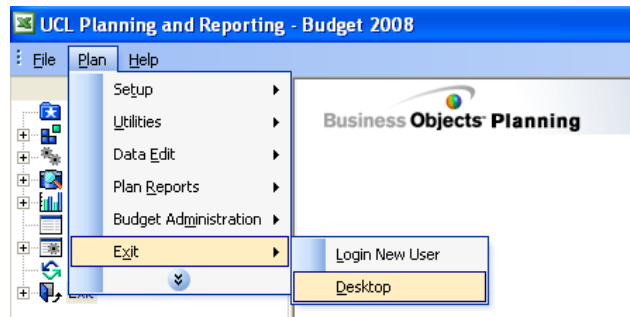 UCL Planning and Reporting - Budget 2008
File Plan Help
Setup
Utilities
Data Edit
Plan Reports
Budget Administration
Exit
Login New User
Desktop
Business Objects Planning
Exit